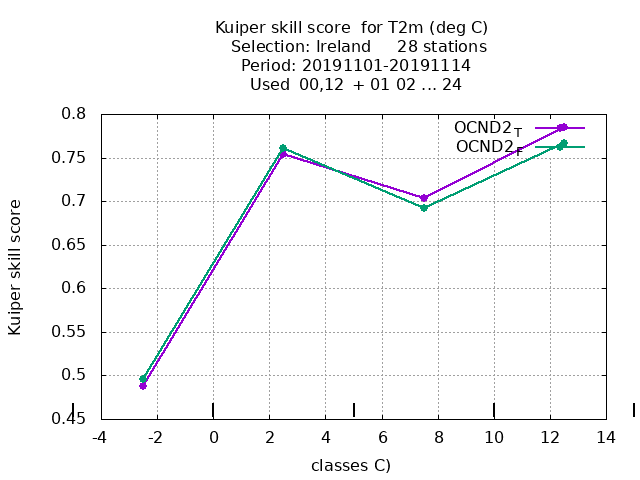 Kuiper skill score for T2m (deg C)
Selection: Ireland 28 stations
Period: 20191101-20191114
Used 00,12 + 01 02 ... 24
OCND2T
OCND2F
Kuiper skill score
0.8
0.75
0.7
0.65
0.6
0.55
0.5
0.45
-4 -2 0 2 4 6 8 10 12 14
classes C)